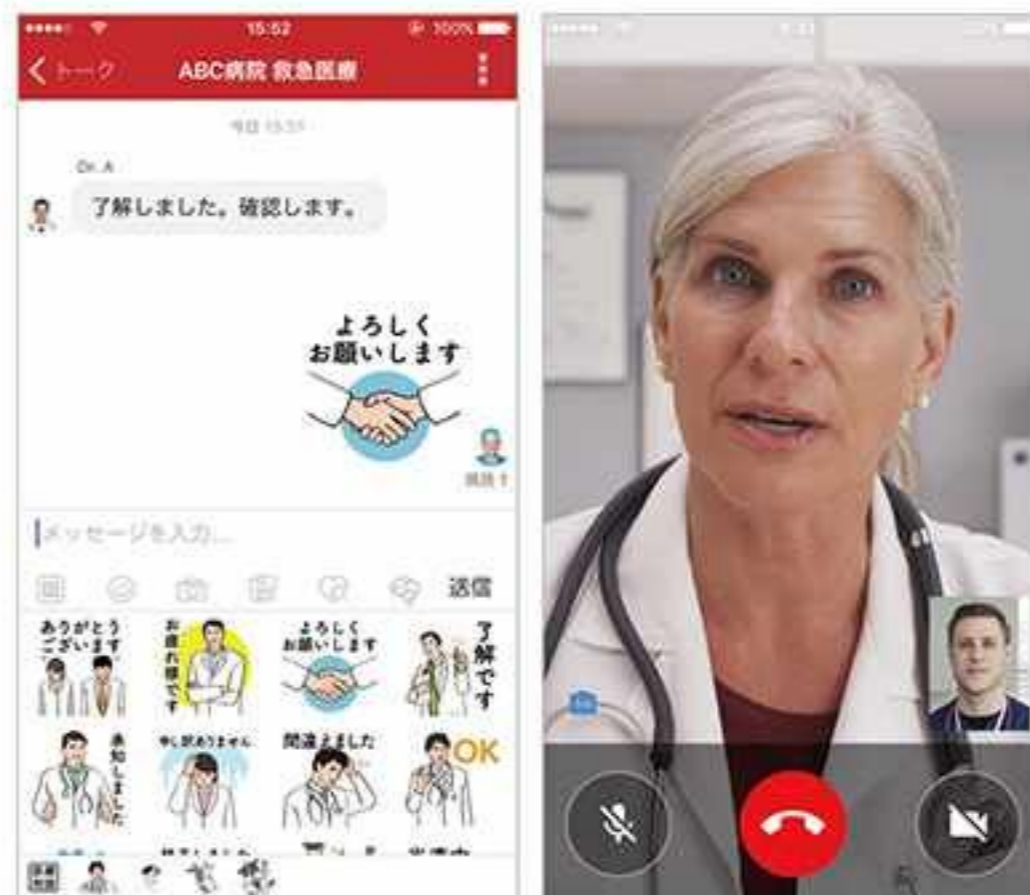 15:52
100%
トーク
ABC病院 救急医療
今日 15:51
Dr. A
了解しました。確認します。
よろしく
お願いします
メッセージを入力...
送信
ありがとう
ございます
お疲れ様です
よろしく
お願いします
了解です
承知しました
申し訳ありません
間違えました
OK